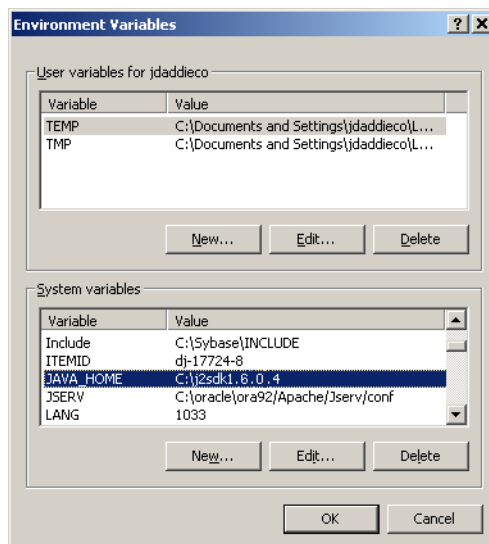 Environment Variables
User variables for jdaddieco
Variable Value
TEMP C:\Documents and Settings\jdaddieco\L...
TMP C:\Documents and Settings\jdaddieco\L...
New... Edit... Delete
System variables
Variable Value
Include C:\Sybase\INCLUDE
ITEMID dj-17724-8
JAVA_HOME C:\j2sdk1.6.0.4
JSERV C:\oracle\ora92/Apache/Jserv/conf
LANG 1033
New... Edit... Delete
OK Cancel